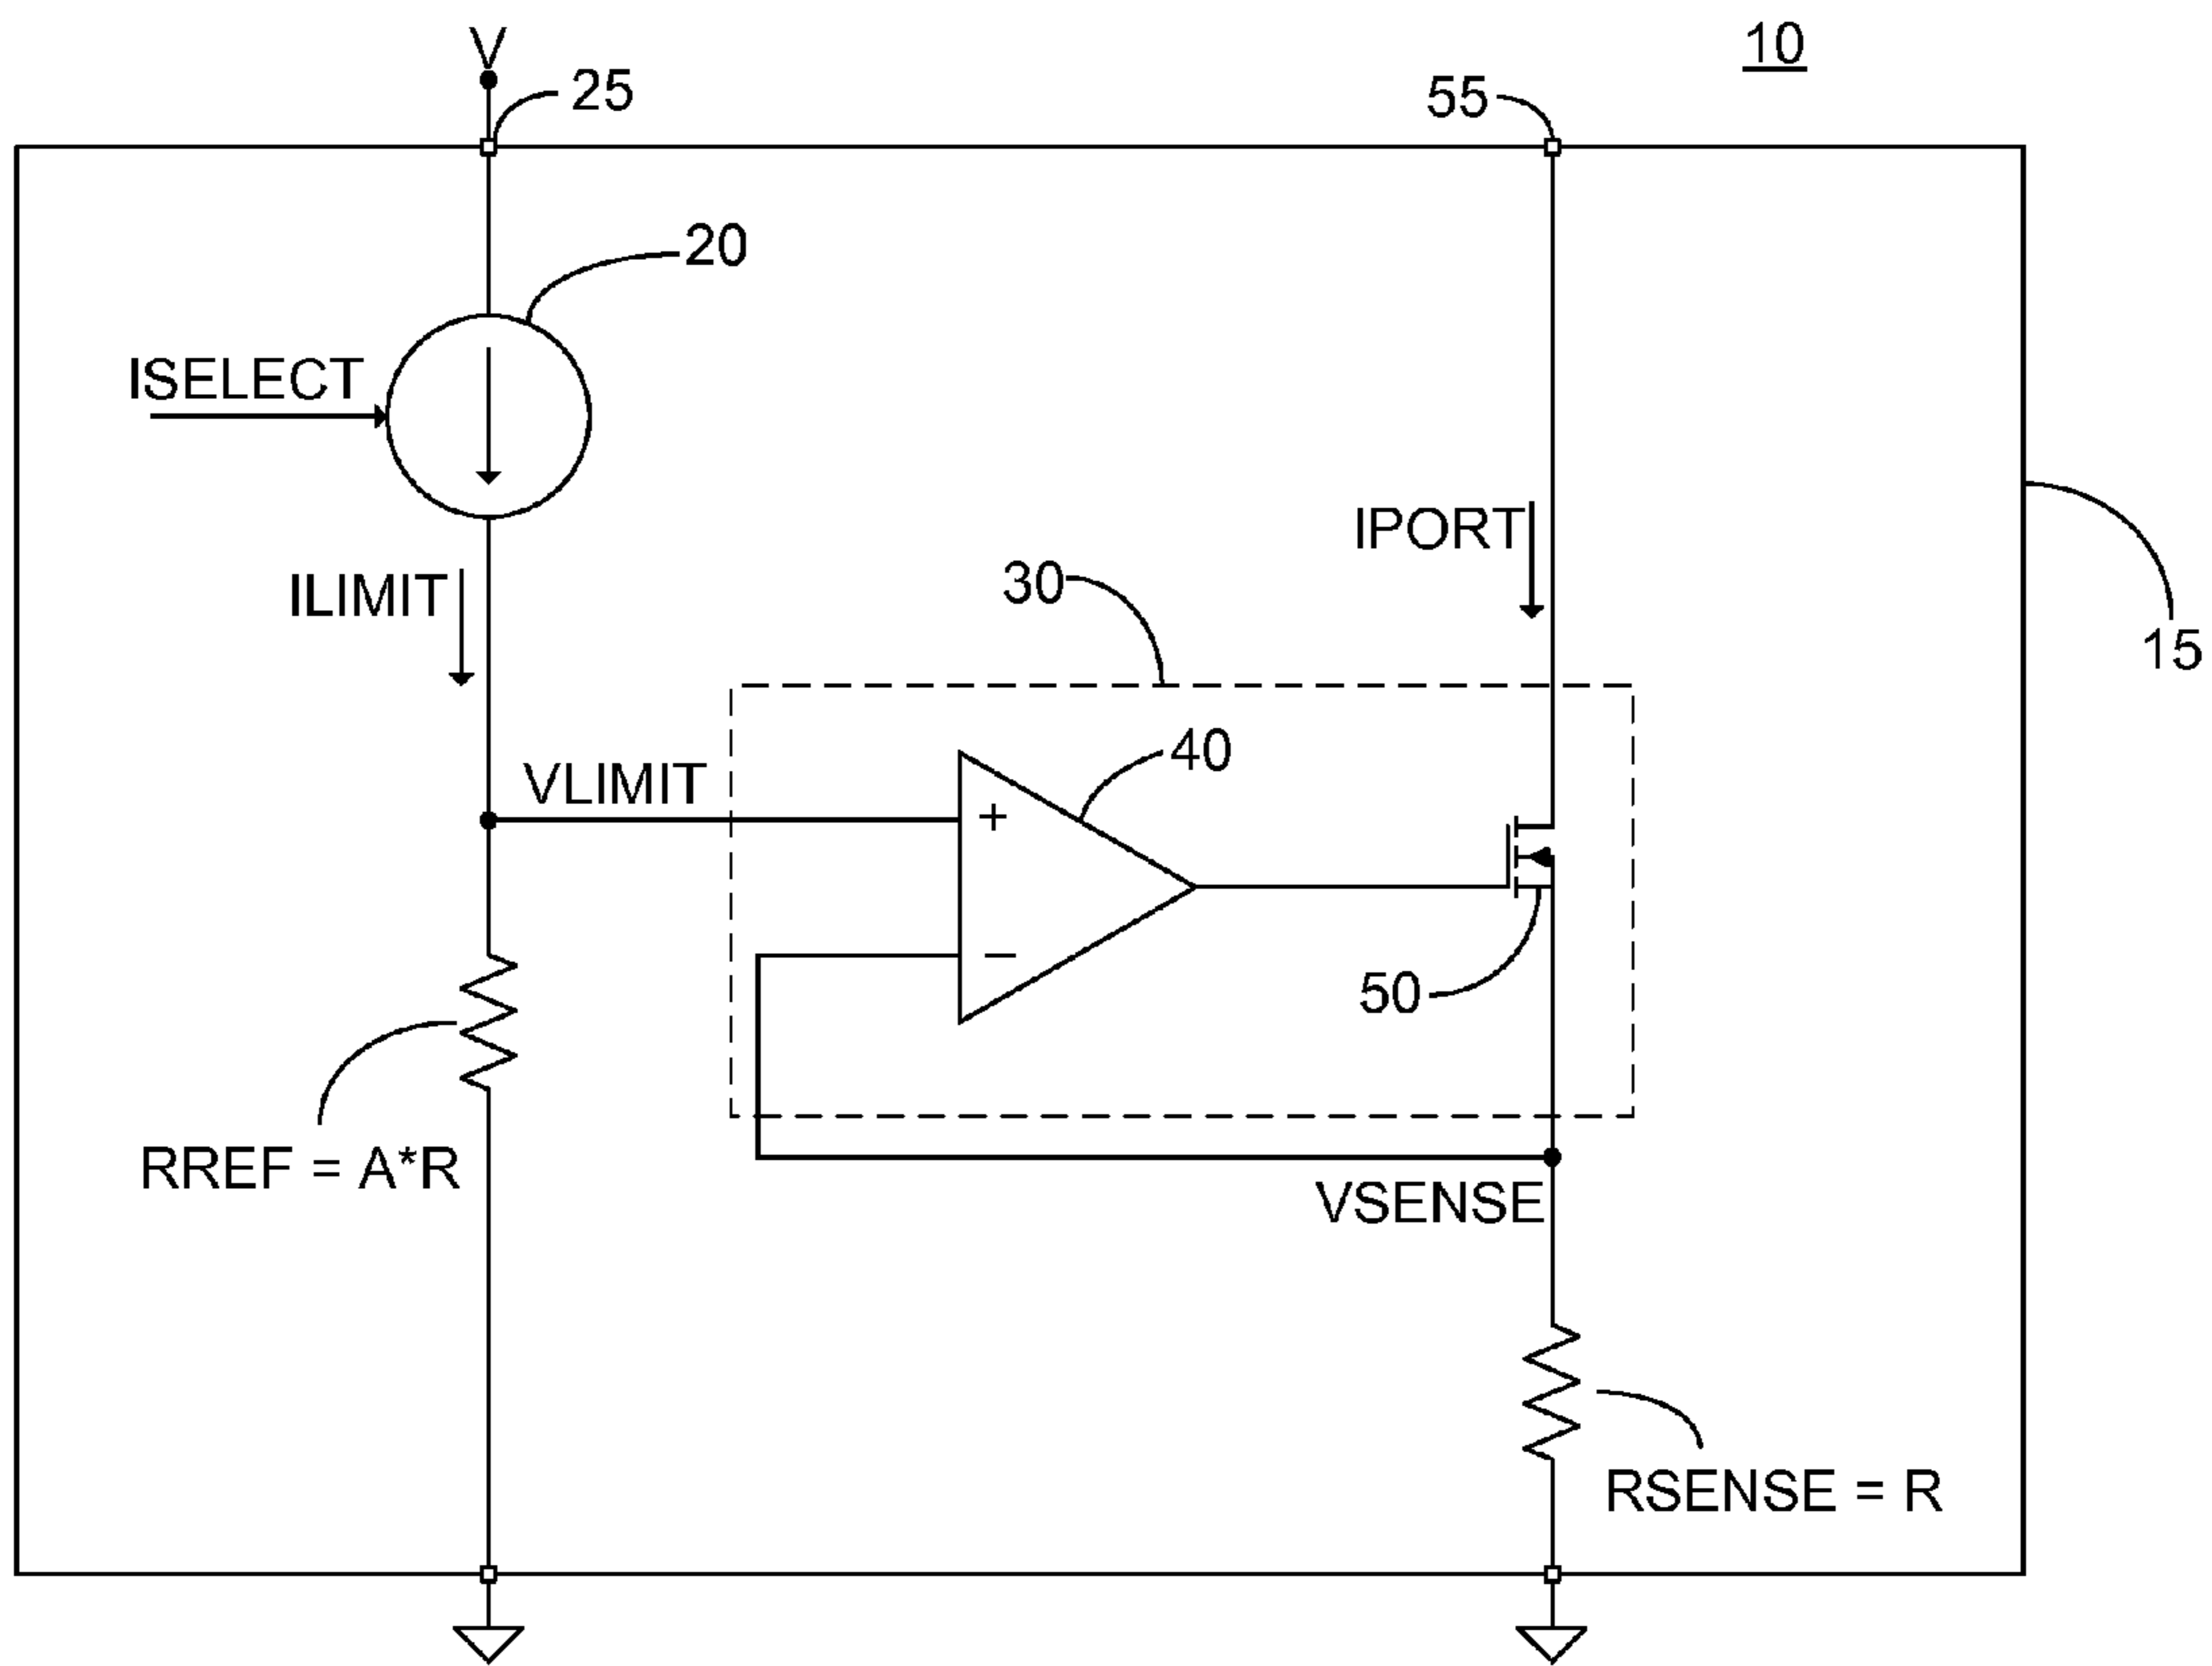 V
10
25
55
20
ISELECT
IPORT
ILIMIT
30
15
40
VLIMIT
+
−
50
RREF = A*R
VSENSE
RSENSE = R